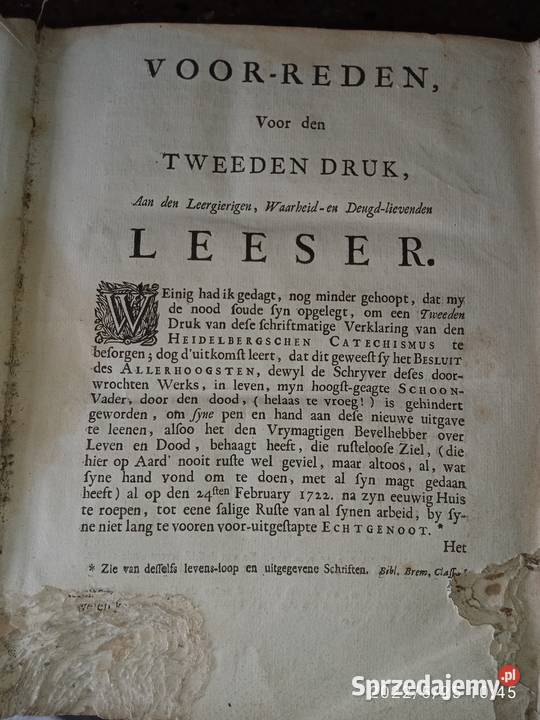 VOOR-REDEN,
Voor den
TWEEDEN DRUK,
Aan den Leergierigen, Waarheid- en Deugd-lievenden
LEESER.
WEinig had ik gedagt, nog minder gehoopt, dat my
de nood soude syn opgelegt, om een Tweeden
Druk van dese schriftmatige Verklaring van den
HEIDELBERGSCHEN CATECHISMUS te
besorgen; dog d'uitkomst leert, dat dit geweest sy het BESLUIT
des ALLERHOOGSTEN, dewyl de Schryver deses door-
wrochten Werks, in leven, myn hoogst-geagte SCHOON-
VADER, door den dood, (helaas te vroeg!) is gehindert
geworden, om syne pen en hand aan dese nieuwe uitgave
te leenen, alsoo het den Vrymagtigen Bevelhebber over
Leven en Dood, behaagt heeft, die rusteloose Ziel, (die
hier op Aard' nooit ruste wel geviel, maar altoos, al, wat
syne hand vond om te doen, met al syn magt gedaan
heeft) al op den 24sten February 1722. na zyn eeuwig Huis
te roepen, tot eene salige Ruste van al synen arbeid, by sy-
ne niet lang te vooren voor-uitgestapte ECHTGENOOT. *
Het
* Zie van desselfs levens-loop en uitgegeve Schriften. Bibl. Brem. Class.
Sprzedajemy.pl
10:45